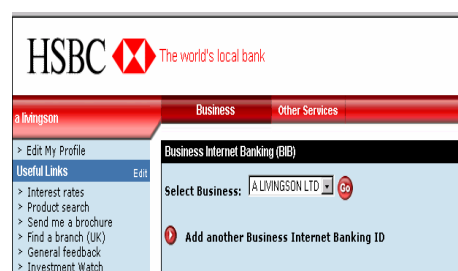 HSBC The world's local bank
Business Other Services
a livingson
> Edit My Profile
Useful Links Edit
> Interest rates
> Product search
> Send me a brochure
> Find a branch (UK)
> General feedback
> Investment Watch
Business Internet Banking (BIB)
Select Business: A LIVINGSON LTD Go
Add another Business Internet Banking ID